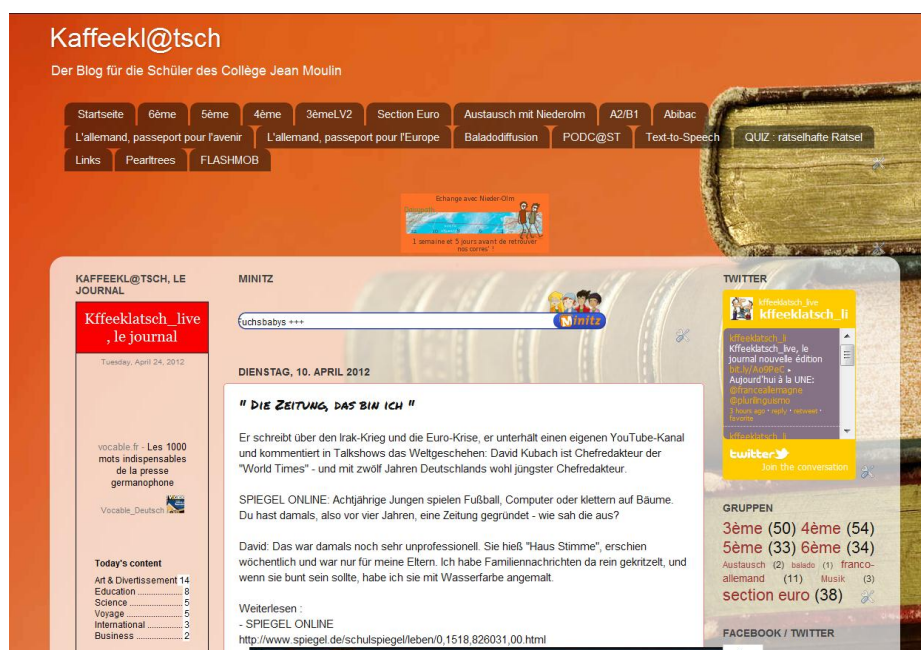 Kaffeekl@tsch
Der Blog für die Schüler des Collège Jean Moulin
Startseite 6ème 5ème 4ème 3èmeLV2 Section Euro Austausch mit Niederolm A2/B1 Abibac
L'allemand, passeport pour l'avenir L'allemand, passeport pour l'Europe Baladodiffusion PODC@ST Text-to-Speech QUIZ : rätselhafte Rätsel
Links Pearltrees FLASHMOB
Echange avec Nieder-Olm
1 semaine et 5 jours avant de retrouver
nos corres' !
KAFFEEKL@TSCH, LE
JOURNAL
Kffeeklatsch_live
, le journal
Tuesday, April 24, 2012
vocable.fr - Les 1000
mots indispensables
de la presse
germanophone
Vocable_Deutsch
Today's content
Art & Divertissement 14
Education 8
Science 5
Voyage 5
International 3
Business 2
MINITZ
Fuchsbabys +++
Minitz
DIENSTAG, 10. APRIL 2012
" Die Zeitung, das bin ich "
Er schreibt über den Irak-Krieg und die Euro-Krise, er unterhält einen eigenen YouTube-Kanal
und kommentiert in Talkshows das Weltgeschehen: David Kubach ist Chefredakteur der
"World Times" - und mit zwölf Jahren Deutschlands wohl jüngster Chefredakteur.
SPIEGEL ONLINE: Achtjährige Jungen spielen Fußball, Computer oder klettern auf Bäume.
Du hast damals, also vor vier Jahren, eine Zeitung gegründet - wie sah die aus?
David: Das war damals noch sehr unprofessionell. Sie hieß "Haus Stimme", erschien
wöchentlich und war nur für meine Eltern. Ich habe Familiennachrichten da rein gekritzelt, und
wenn sie bunt sein sollte, habe ich sie mit Wasserfarbe angemalt.
Weiterlesen :
- SPIEGEL ONLINE
http://www.spiegel.de/schulspiegel/leben/0,1518,826031,00.html
TWITTER
kffeeklatsch_live
kffeeklatsch_li
kffeeklatsch_li
Kffeeklatsch_live, le
journal nouvelle édition
bit.ly/Ao9PeC •
Aujourd'hui à la UNE:
@franceallemagne
@plurilinguismo
3 hours ago • reply • retweet •
favorite
kffeeklatsch_li
twitter
Join the conversation
GRUPPEN
3ème (50) 4ème (54)
5ème (33) 6ème (34)
Austausch (2) balado (1) franco-
allemand (11) Musik (3)
section euro (38)
FACEBOOK / TWITTER